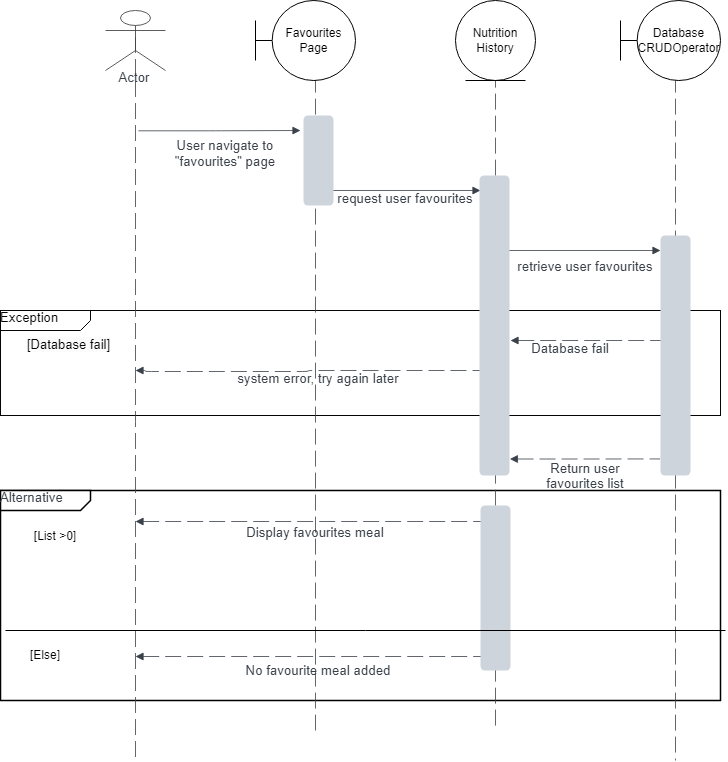 Favourites
Page
Nutrition
History
Database
CRUDOperator
Actor
User navigate to
"favourites" page
request user favourites
retrieve user favourites
Exception
[Database fail]
Database fail
system error, try again later
Return user
favourites list
Alternative
[List >0]
Display favourites meal
[Else]
No favourite meal added